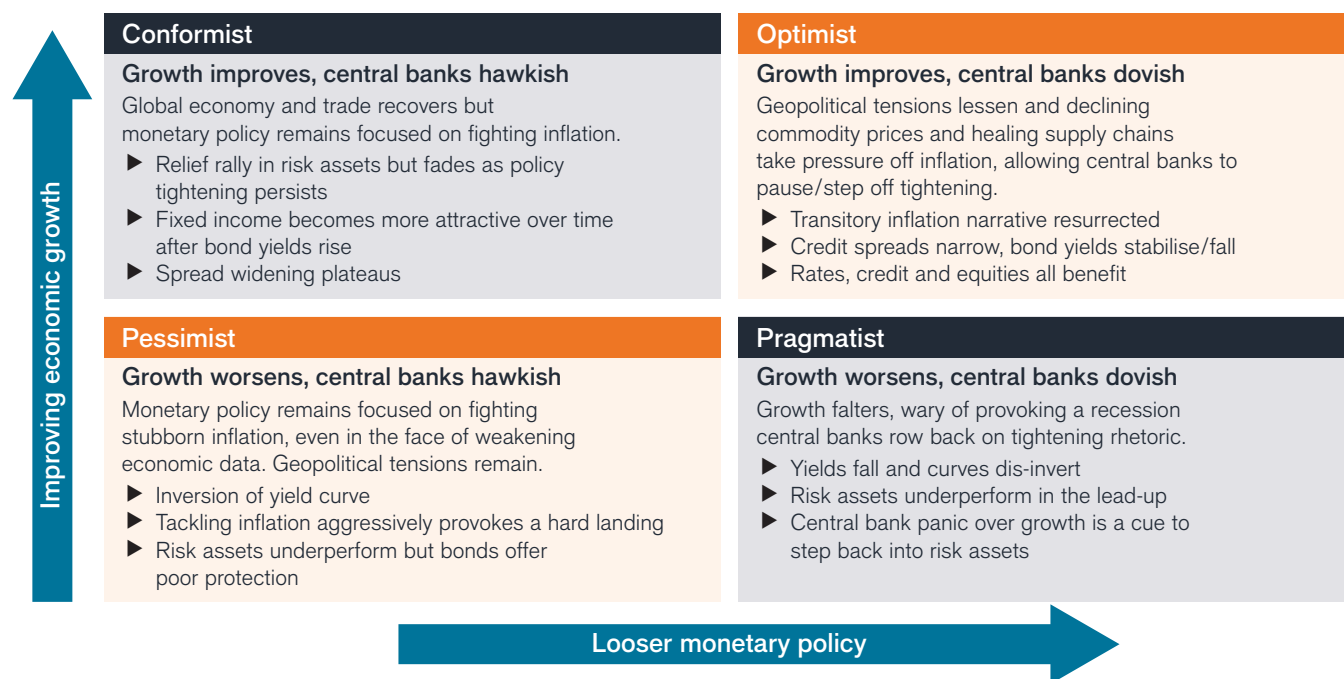 Improving economic growth
Conformist
Growth improves, central banks hawkish
Global economy and trade recovers but
monetary policy remains focused on fighting inflation.
▶ Relief rally in risk assets but fades as policy
tightening persists
▶ Fixed income becomes more attractive over time
after bond yields rise
▶ Spread widening plateaus
Optimist
Growth improves, central banks dovish
Geopolitical tensions lessen and declining
commodity prices and healing supply chains
take pressure off inflation, allowing central banks to
pause/step off tightening.
▶ Transitory inflation narrative resurrected
▶ Credit spreads narrow, bond yields stabilise/fall
▶ Rates, credit and equities all benefit
Pessimist
Growth worsens, central banks hawkish
Monetary policy remains focused on fighting
stubborn inflation, even in the face of weakening
economic data. Geopolitical tensions remain.
▶ Inversion of yield curve
▶ Tackling inflation aggressively provokes a hard landing
▶ Risk assets underperform but bonds offer
poor protection
Pragmatist
Growth worsens, central banks dovish
Growth falters, wary of provoking a recession
central banks row back on tightening rhetoric.
▶ Yields fall and curves dis-invert
▶ Risk assets underperform in the lead-up
▶ Central bank panic over growth is a cue to
step back into risk assets
Looser monetary policy